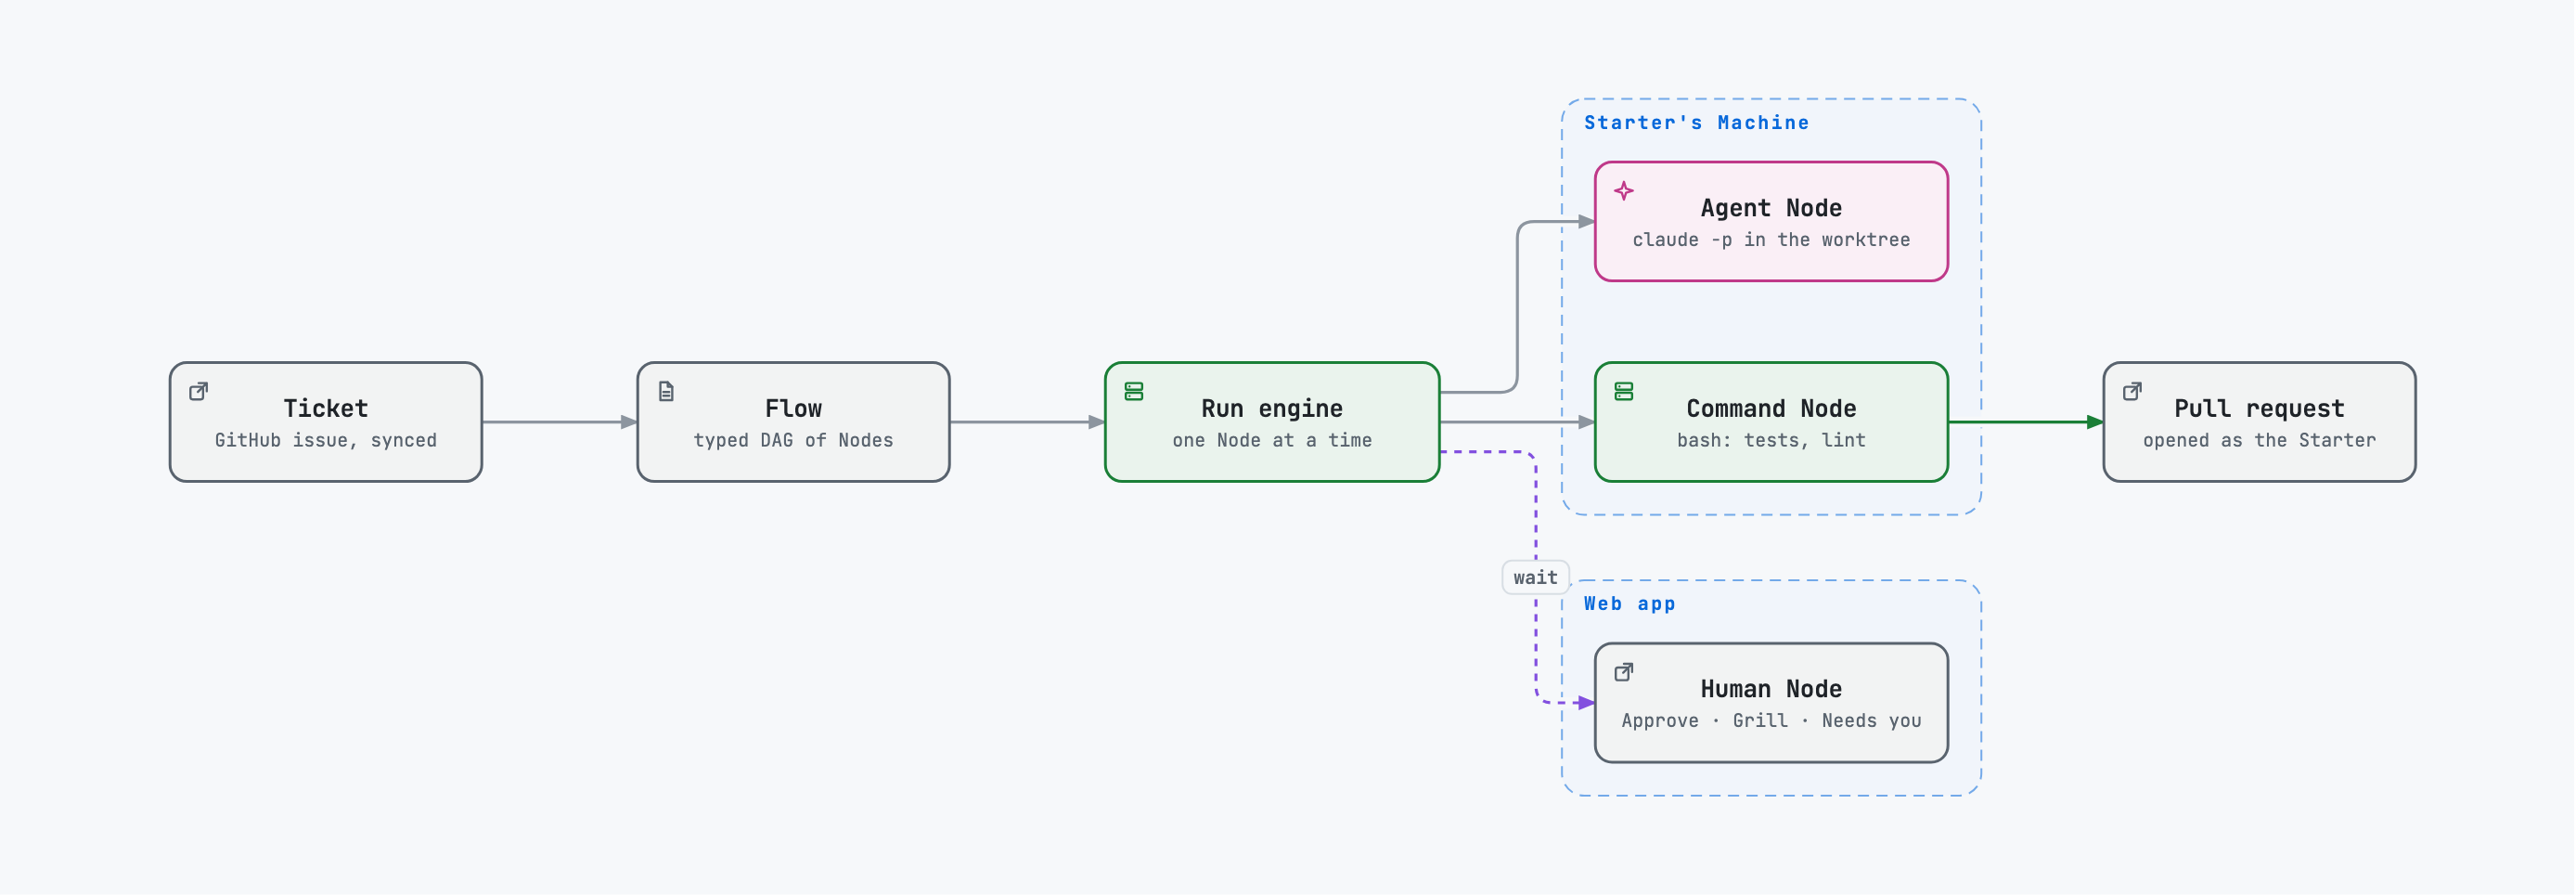 Starter's Machine
Agent Node
claude -p in the worktree
Ticket
GitHub issue, synced
Flow
typed DAG of Nodes
Run engine
one Node at a time
Command Node
bash: tests, lint
Pull request
opened as the Starter
wait
Web app
Human Node
Approve · Grill · Needs you